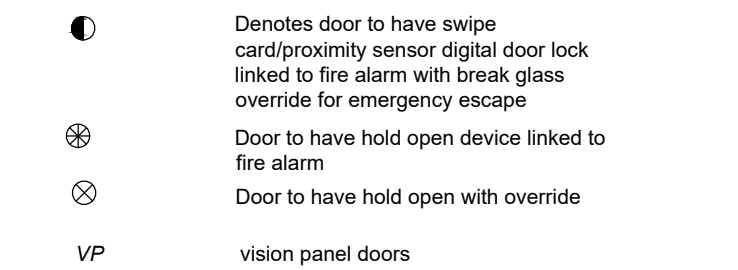 Denotes door to have swipe
card/proximity sensor digital door lock
linked to fire alarm with break glass
override for emergency escape
Door to have hold open device linked to
fire alarm
Door to have hold open with override
VP vision panel doors